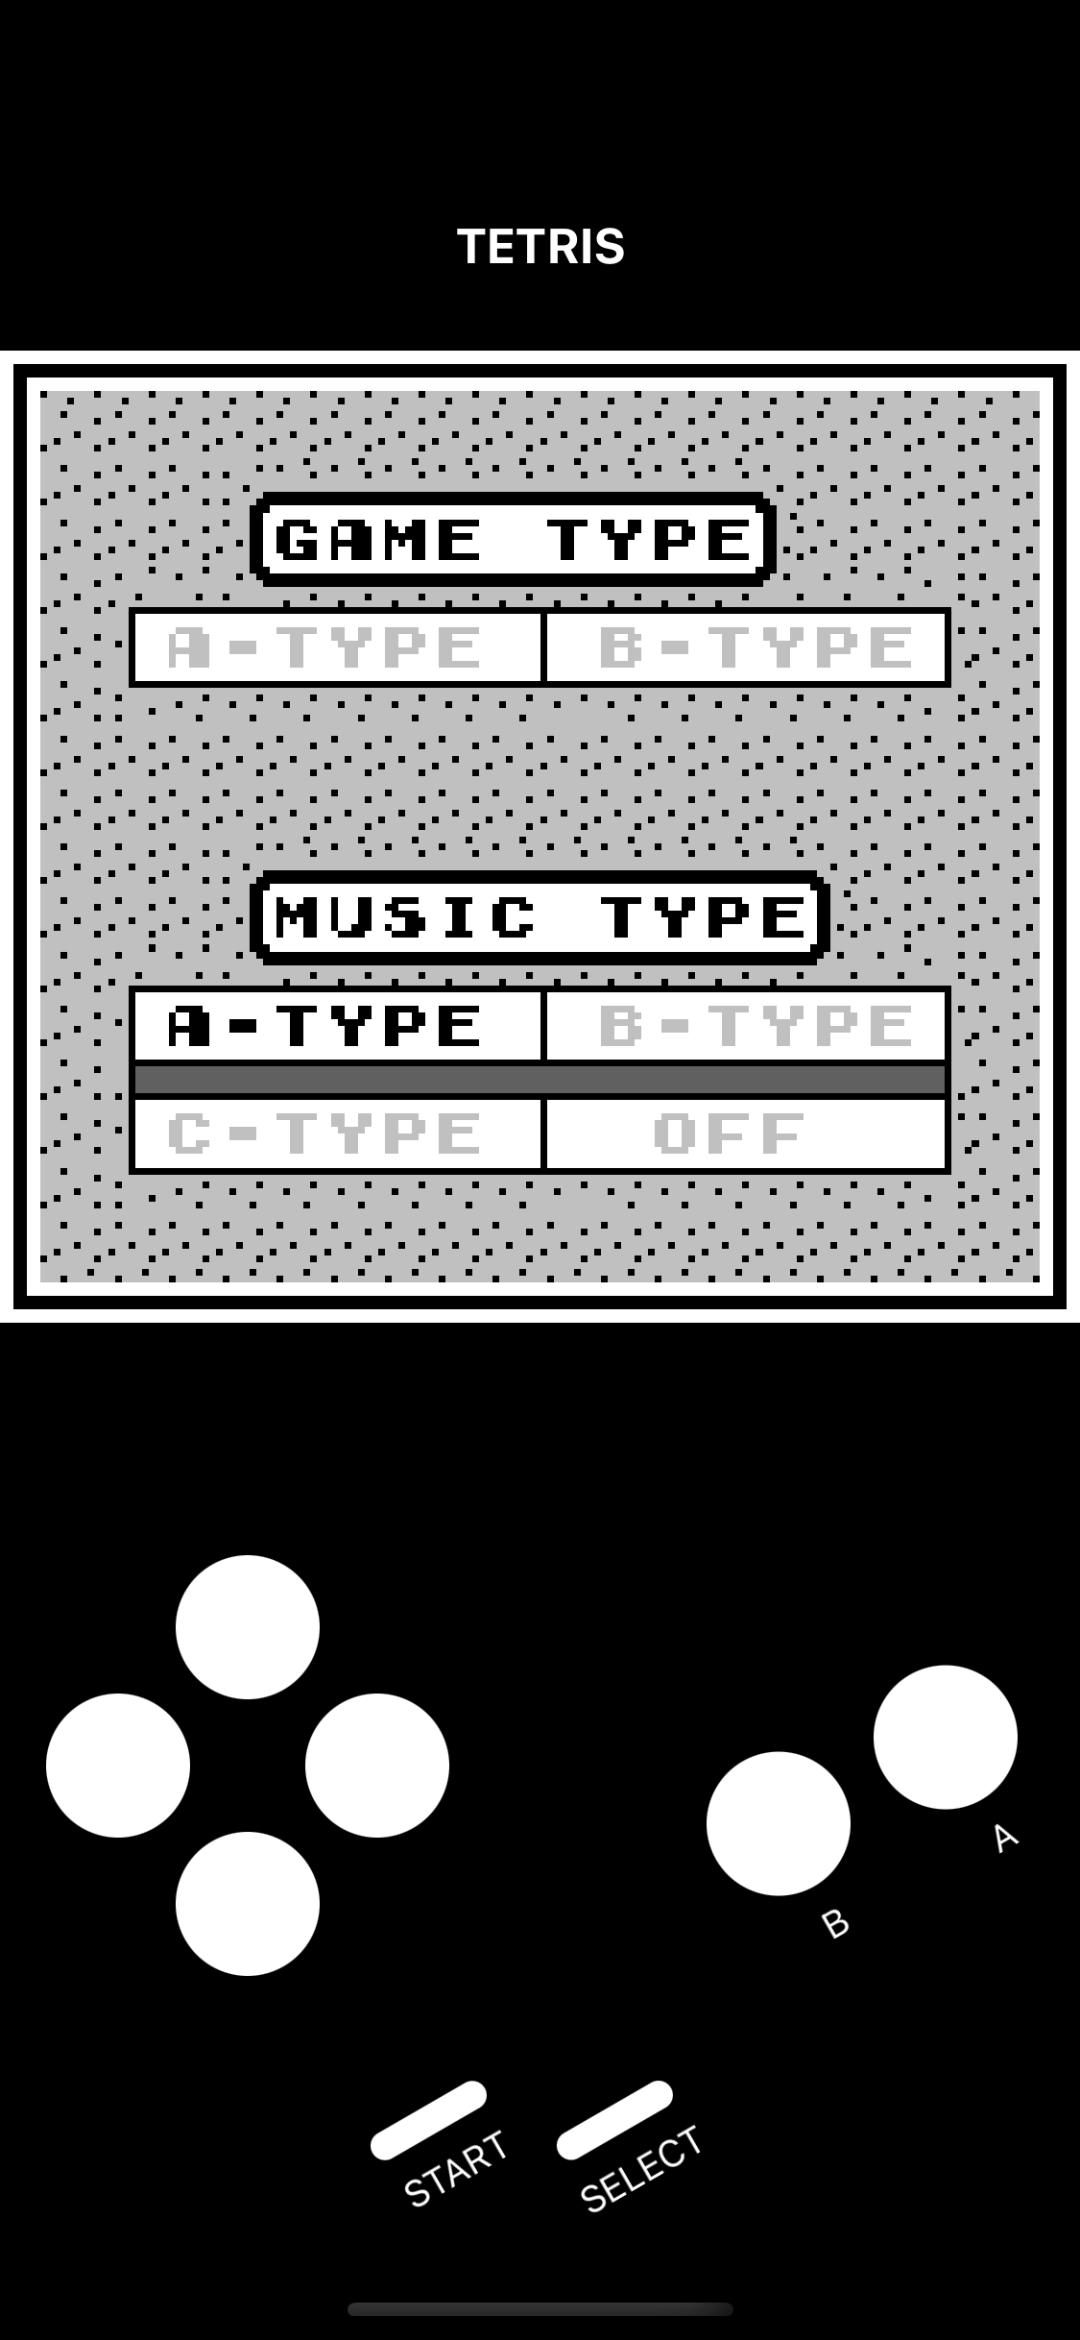 TETRIS
GAME TYPE
A-TYPE B-TYPE
MUSIC TYPE
A-TYPE B-TYPE
C-TYPE OFF
A
B
START SELECT